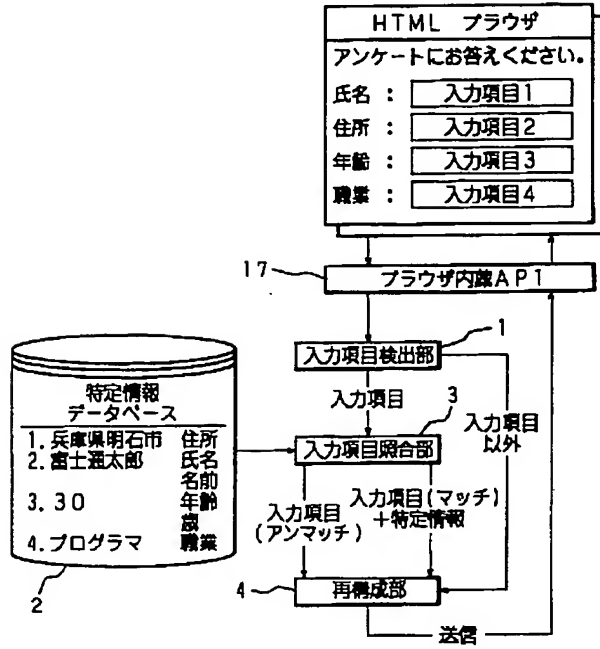 HTML ブラウザ
アンケートにお答えください。
氏名 : 入力項目1
住所 : 入力項目2
年齢 : 入力項目3
職業 : 入力項目4
17
ブラウザ内蔵API
1
入力項目検出部
入力項目
入力項目
以外
3
入力項目照合部
特定情報
データベース
1.兵庫県明石市 住所
2.富士通太郎 氏名
名前
3.30 年齢
歳
4.プログラマ 職業
2
入力項目
(アンマッチ)
入力項目(マッチ)
+特定情報
4
再構成部
送信